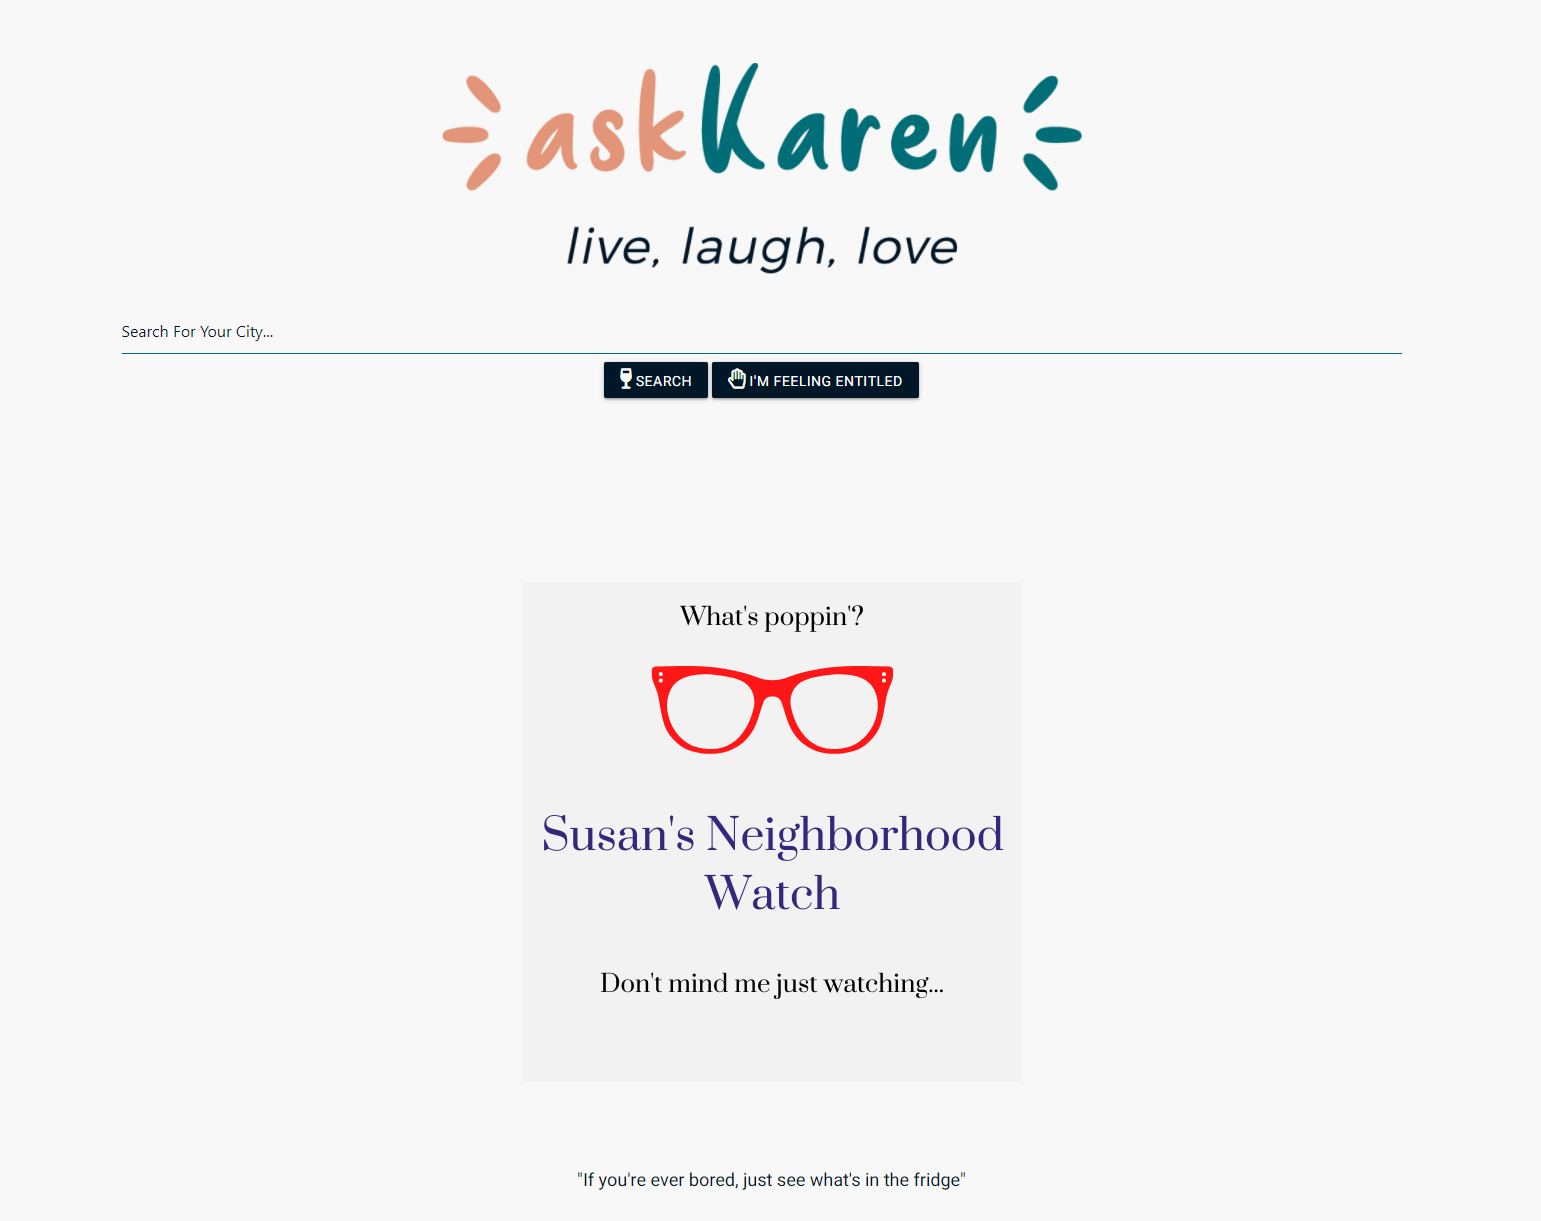 askKaren
live, laugh, love
Search For Your City...
SEARCH I'M FEELING ENTITLED
What's poppin'?
Susan's Neighborhood
Watch
Don't mind me just watching...
"If you're ever bored, just see what's in the fridge"